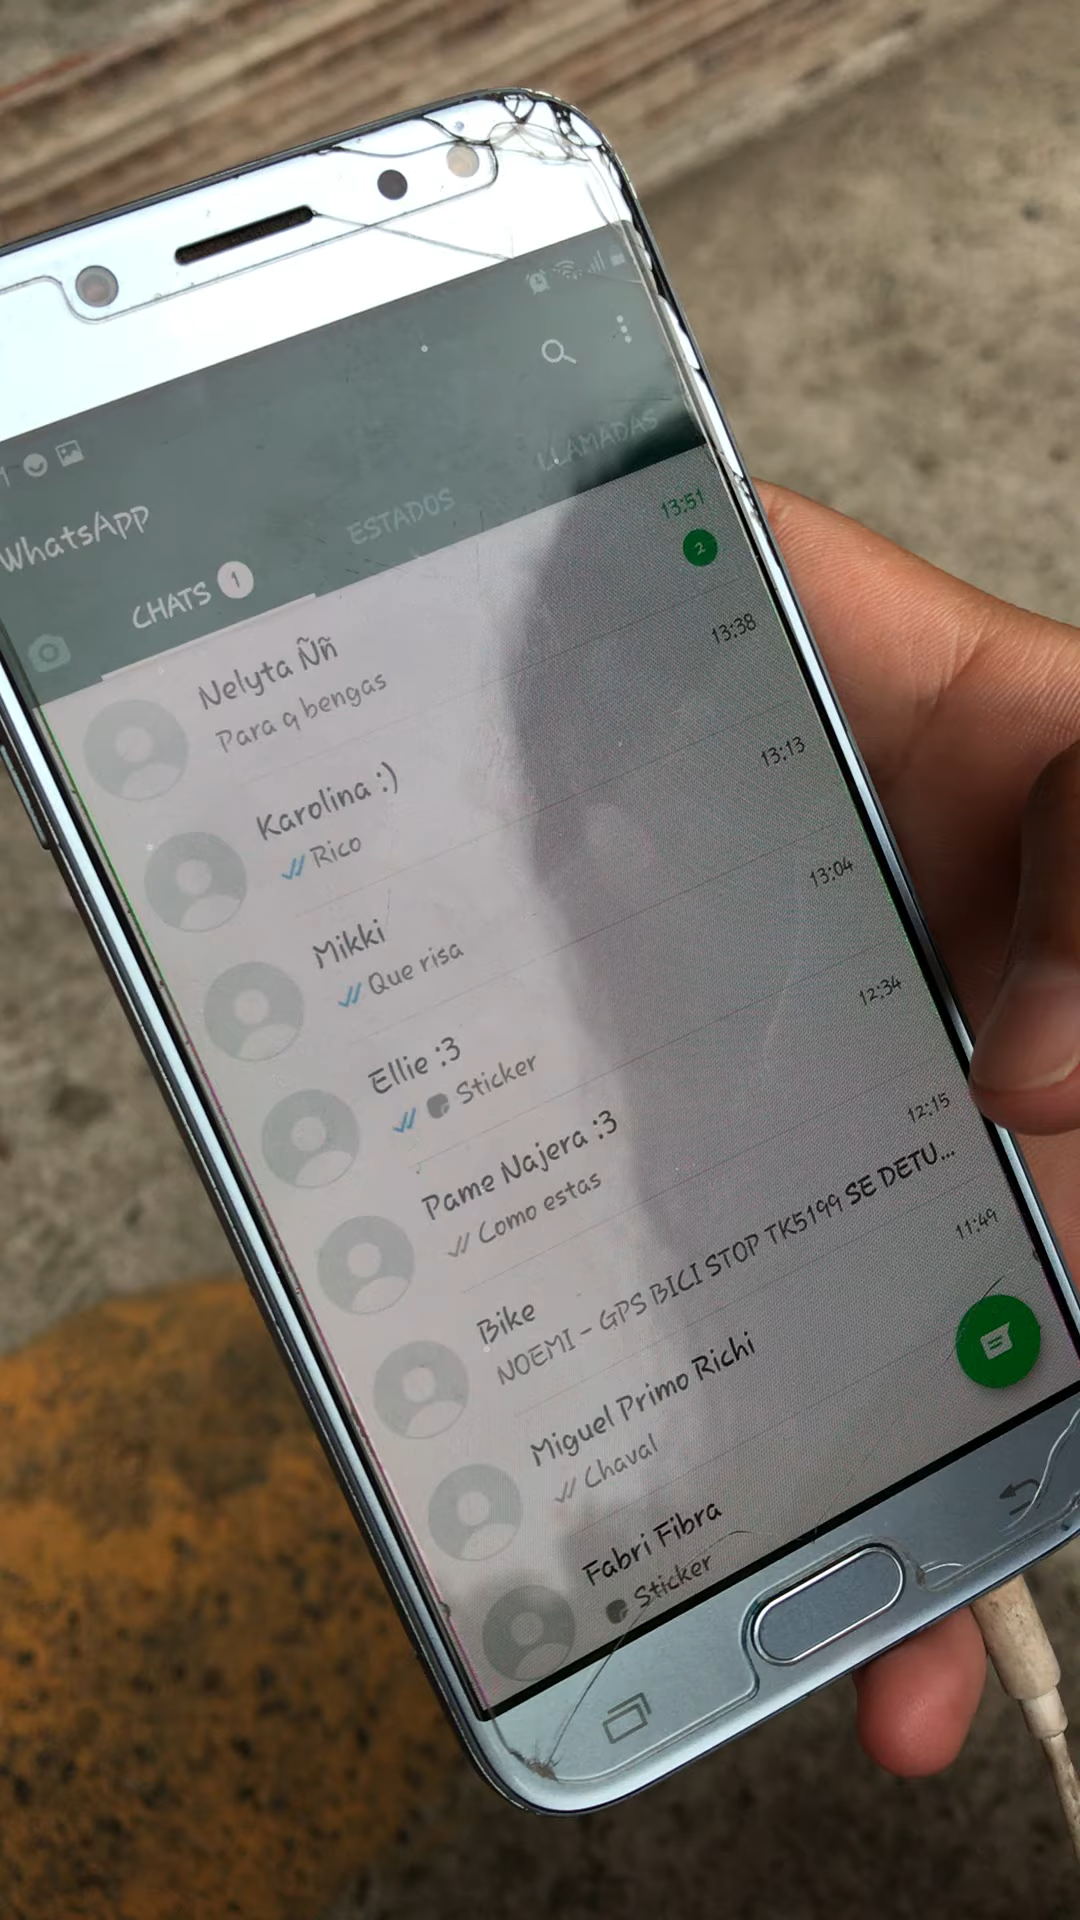 WhatsApp
CHATS 1
ESTADOS
LLAMADAS
Nelyta Ññ
13:51
Para q bengas
2
Karolina :)
13:38
Rico
Mikki
13:13
Que risa
Ellie :3
13:04
Sticker
Pame Najera :3
12:34
Como estas
Bike
12:15
NOEMI - GPS BICI STOP TK5199 SE DETU...
Miguel Primo Richi
11:49
Chaval
Fabri Fibra
Sticker